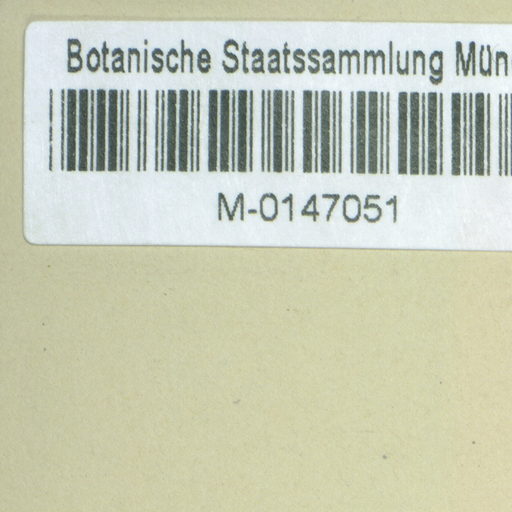 Botanische Staatssammlung Mün
M-0147051